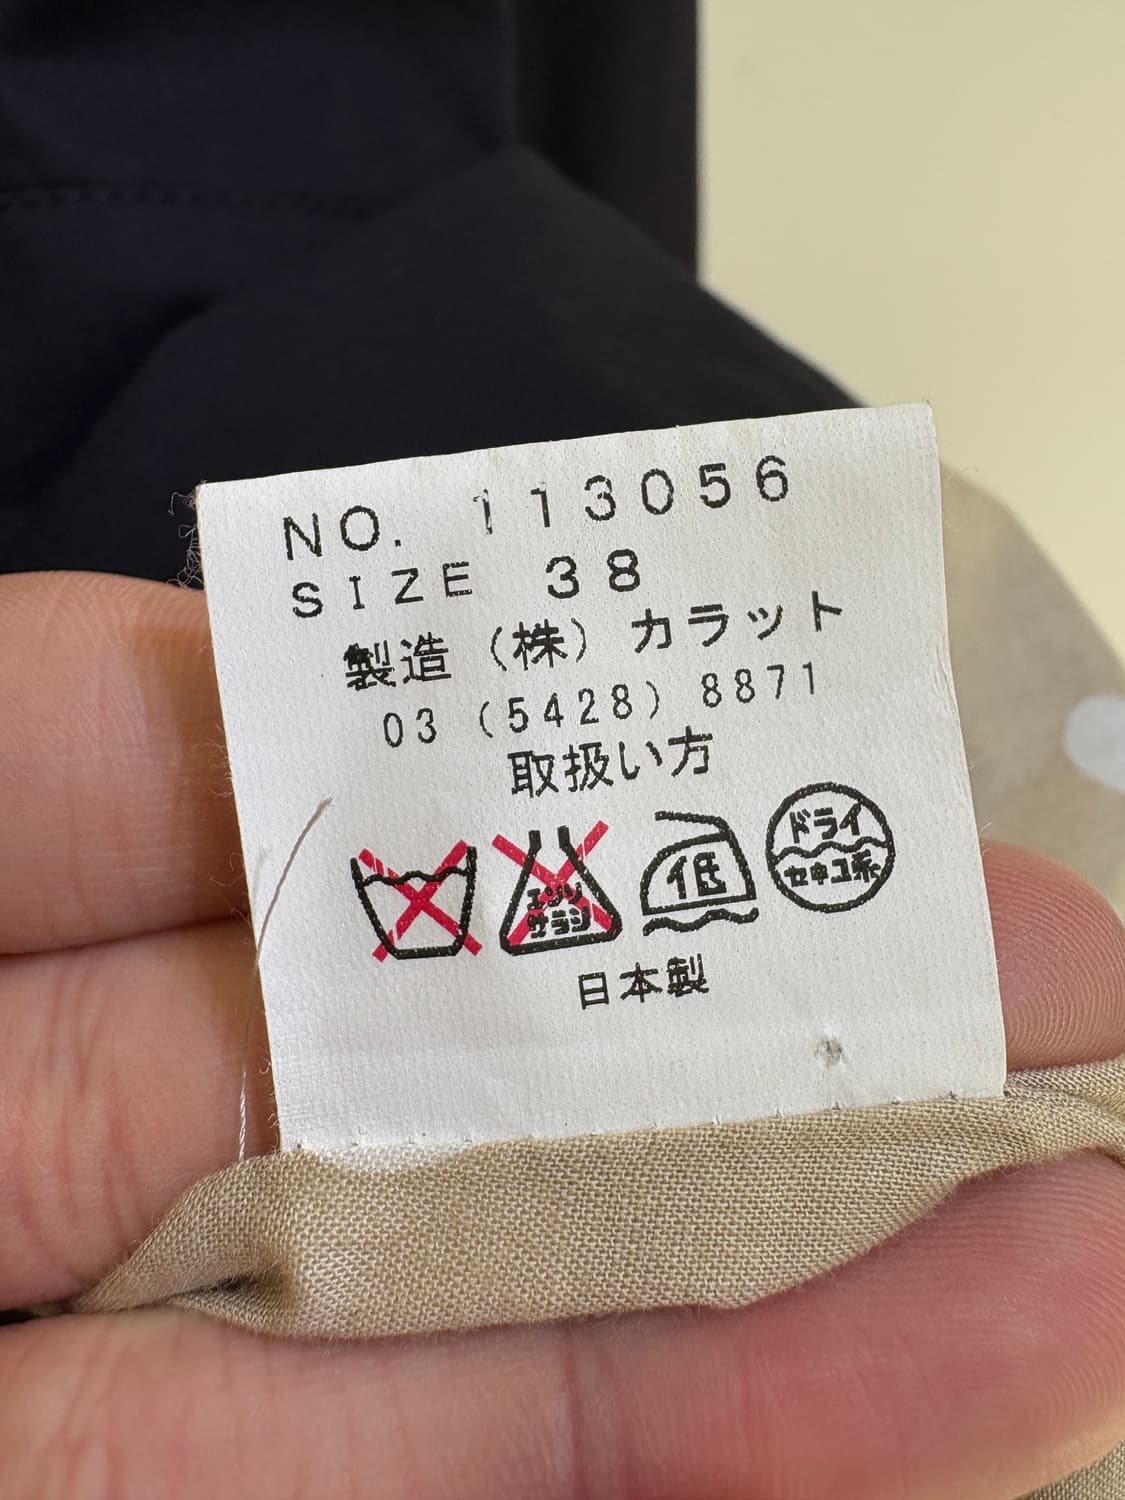 NO. 113056
SIZE 38
製造（株）カラット
03（5428）8871
取扱い方
エンソサラシ
低
ドライ
セキユ系
日本製